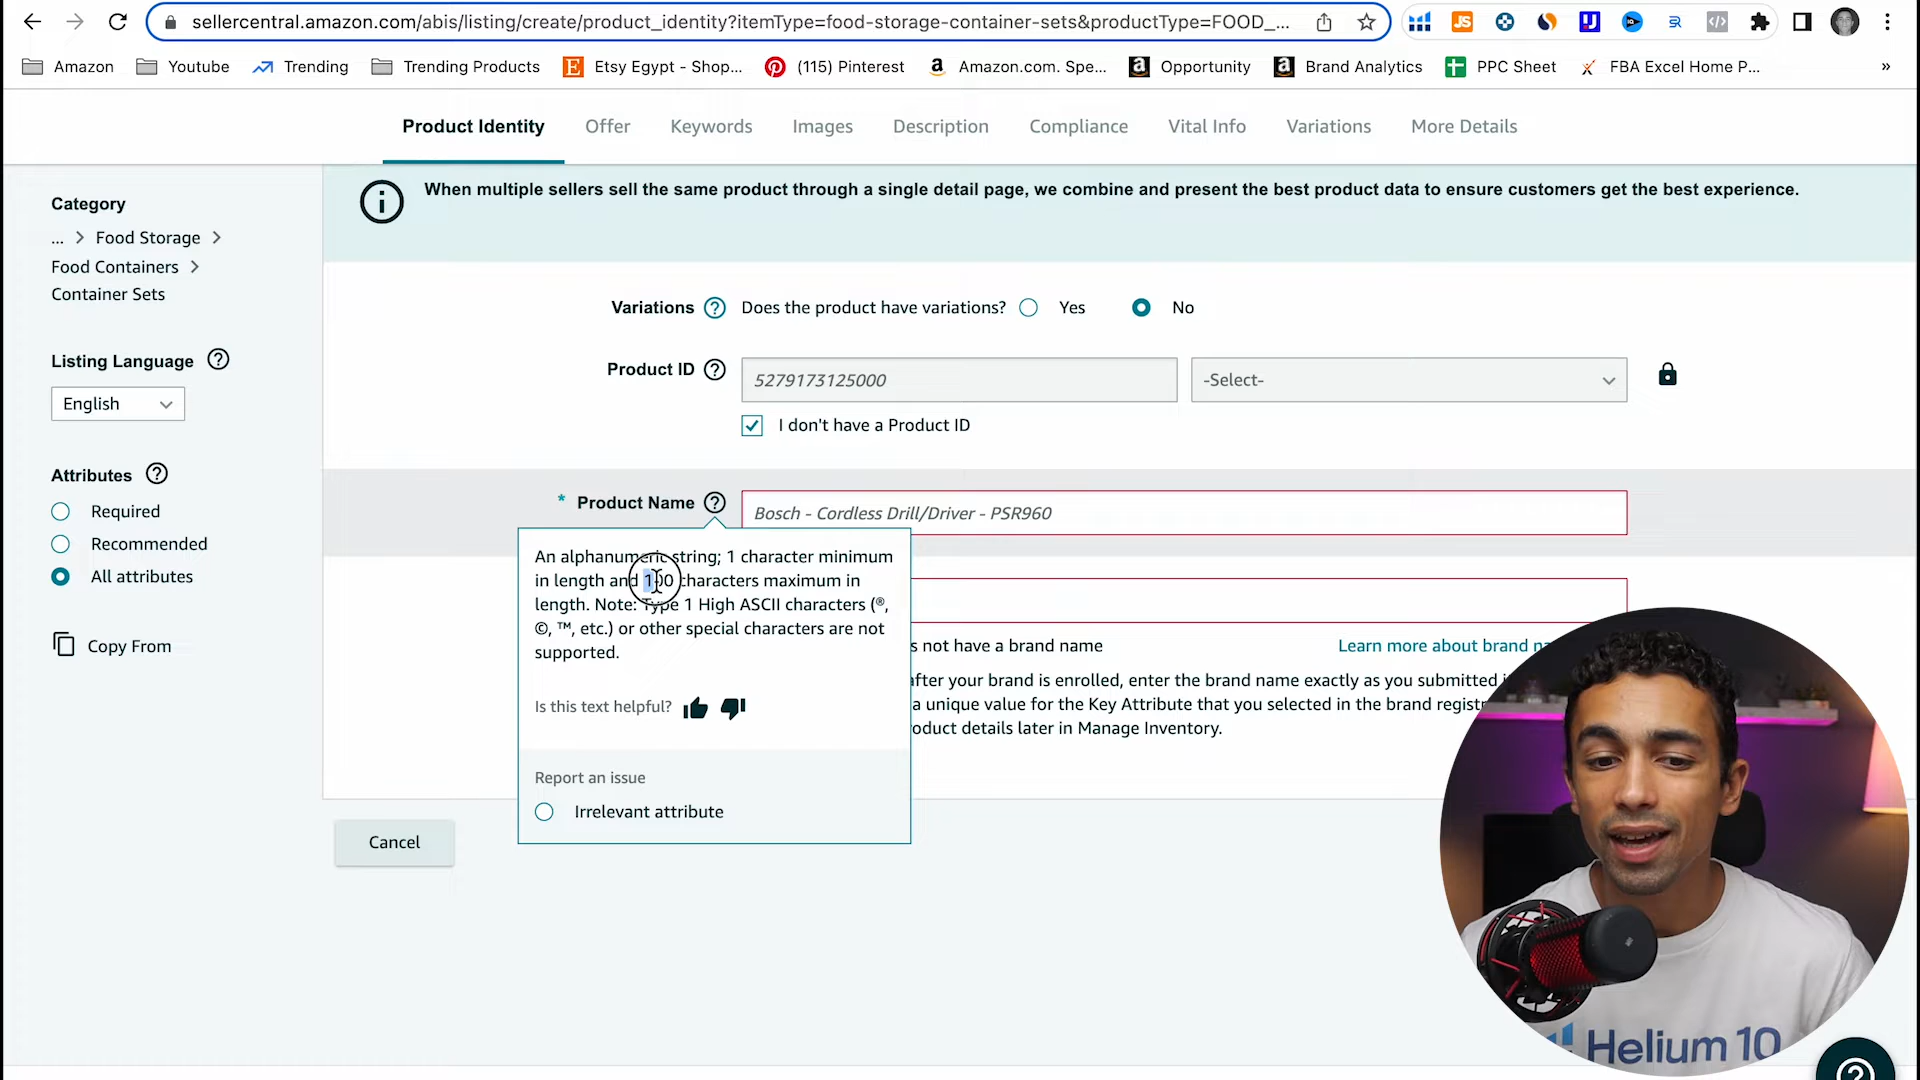 sellercentral.amazon.com/abis/listing/create/product_identity?itemType=food-storage-container-sets&productType=FOOD_...
Amazon Youtube Trending Trending Products Etsy Egypt - Shop... (115) Pinterest Amazon.com. Spe... Opportunity Brand Analytics PPC Sheet FBA Excel Home P... »
Product Identity Offer Keywords Images Description Compliance Vital Info Variations More Details
When multiple sellers sell the same product through a single detail page, we combine and present the best product data to ensure customers get the best experience.
Category
... > Food Storage >
Food Containers >
Container Sets
Listing Language
English
Attributes
Required
Recommended
All attributes
Copy From
Variations Does the product have variations? Yes No
Product ID 5279173125000 -Select-
I don't have a Product ID
* Product Name Bosch - Cordless Drill/Driver - PSR960
An alphanumeric string; 1 character minimum
in length and 100 characters maximum in
length. Note: Type 1 High ASCII characters (®,
©, ™, etc.) or other special characters are not
supported.
Is this text helpful?
Report an issue
Irrelevant attribute
not have a brand name Learn more about brand
after your brand is enrolled, enter the brand name exactly as you submitted
a unique value for the Key Attribute that you selected in the brand
details later in Manage Inventory.
Cancel
Helium 10